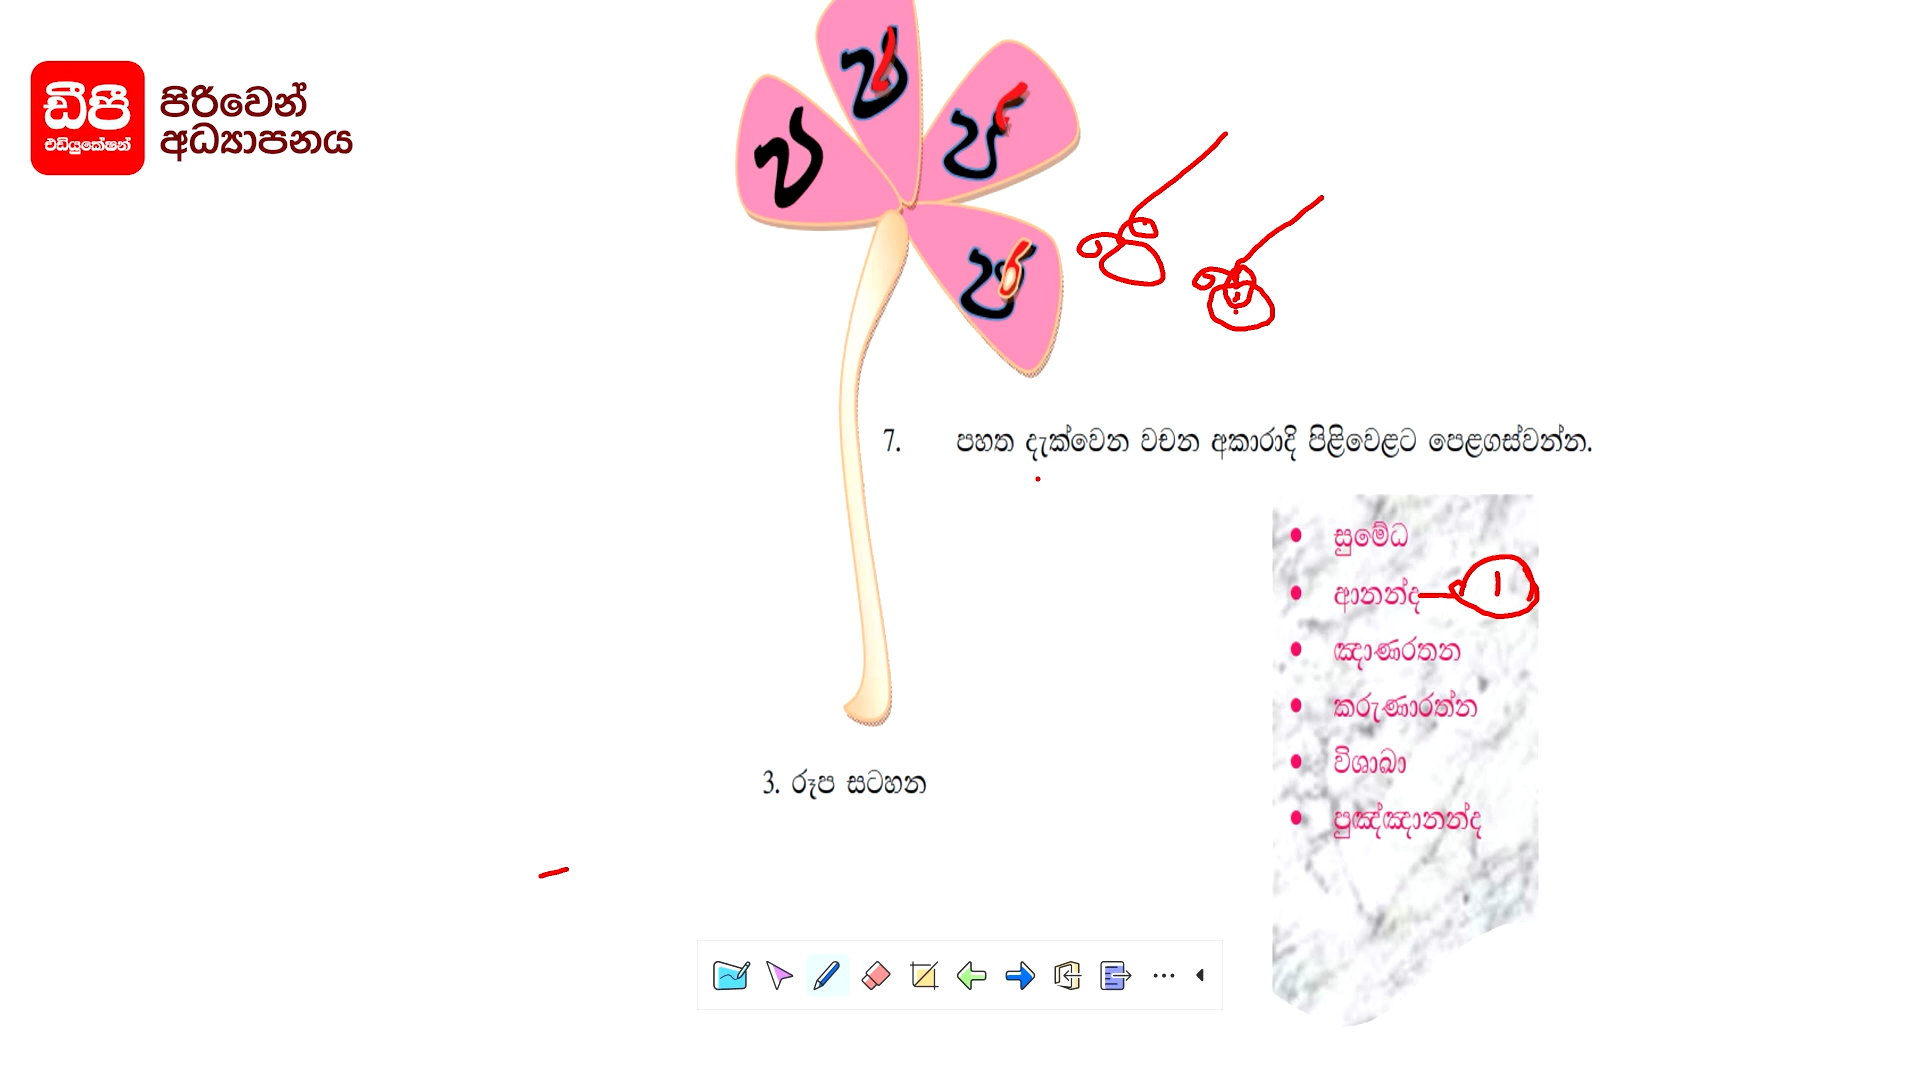 ඩීපී
එඩියුකේෂන්
පිරිවෙන්
අධ්‍යාපනය
7. පහත දැක්වෙන වචන අකාරාදි පිළිවෙළට පෙළගස්වන්න.
• සුමේධ
• ආනන්ද 1
• ඤාණරතන
• කරුණාරත්න
• විශාඛා
• පුඤ්ඤානන්ද
3. රූප සටහන